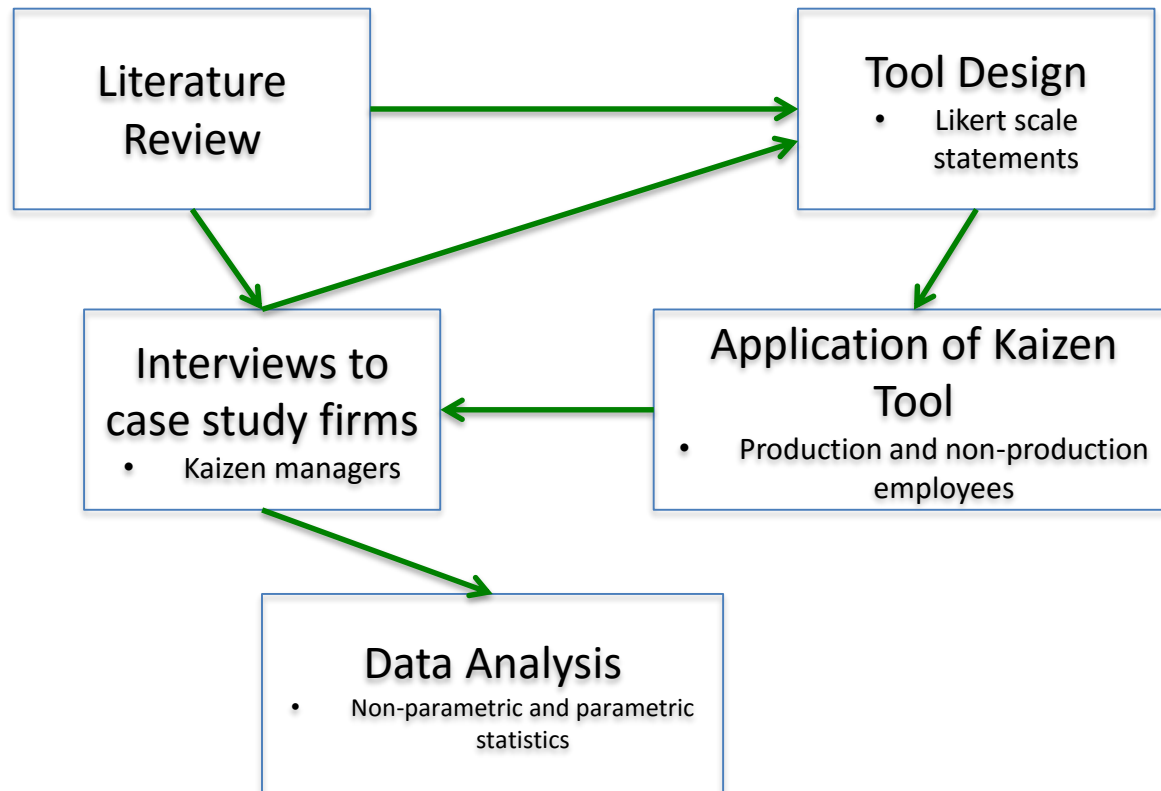 Literature
Review
Tool Design
• Likert scale
statements
Interviews to
case study firms
• Kaizen managers
Application of Kaizen
Tool
• Production and non-production
employees
Data Analysis
• Non-parametric and parametric
statistics